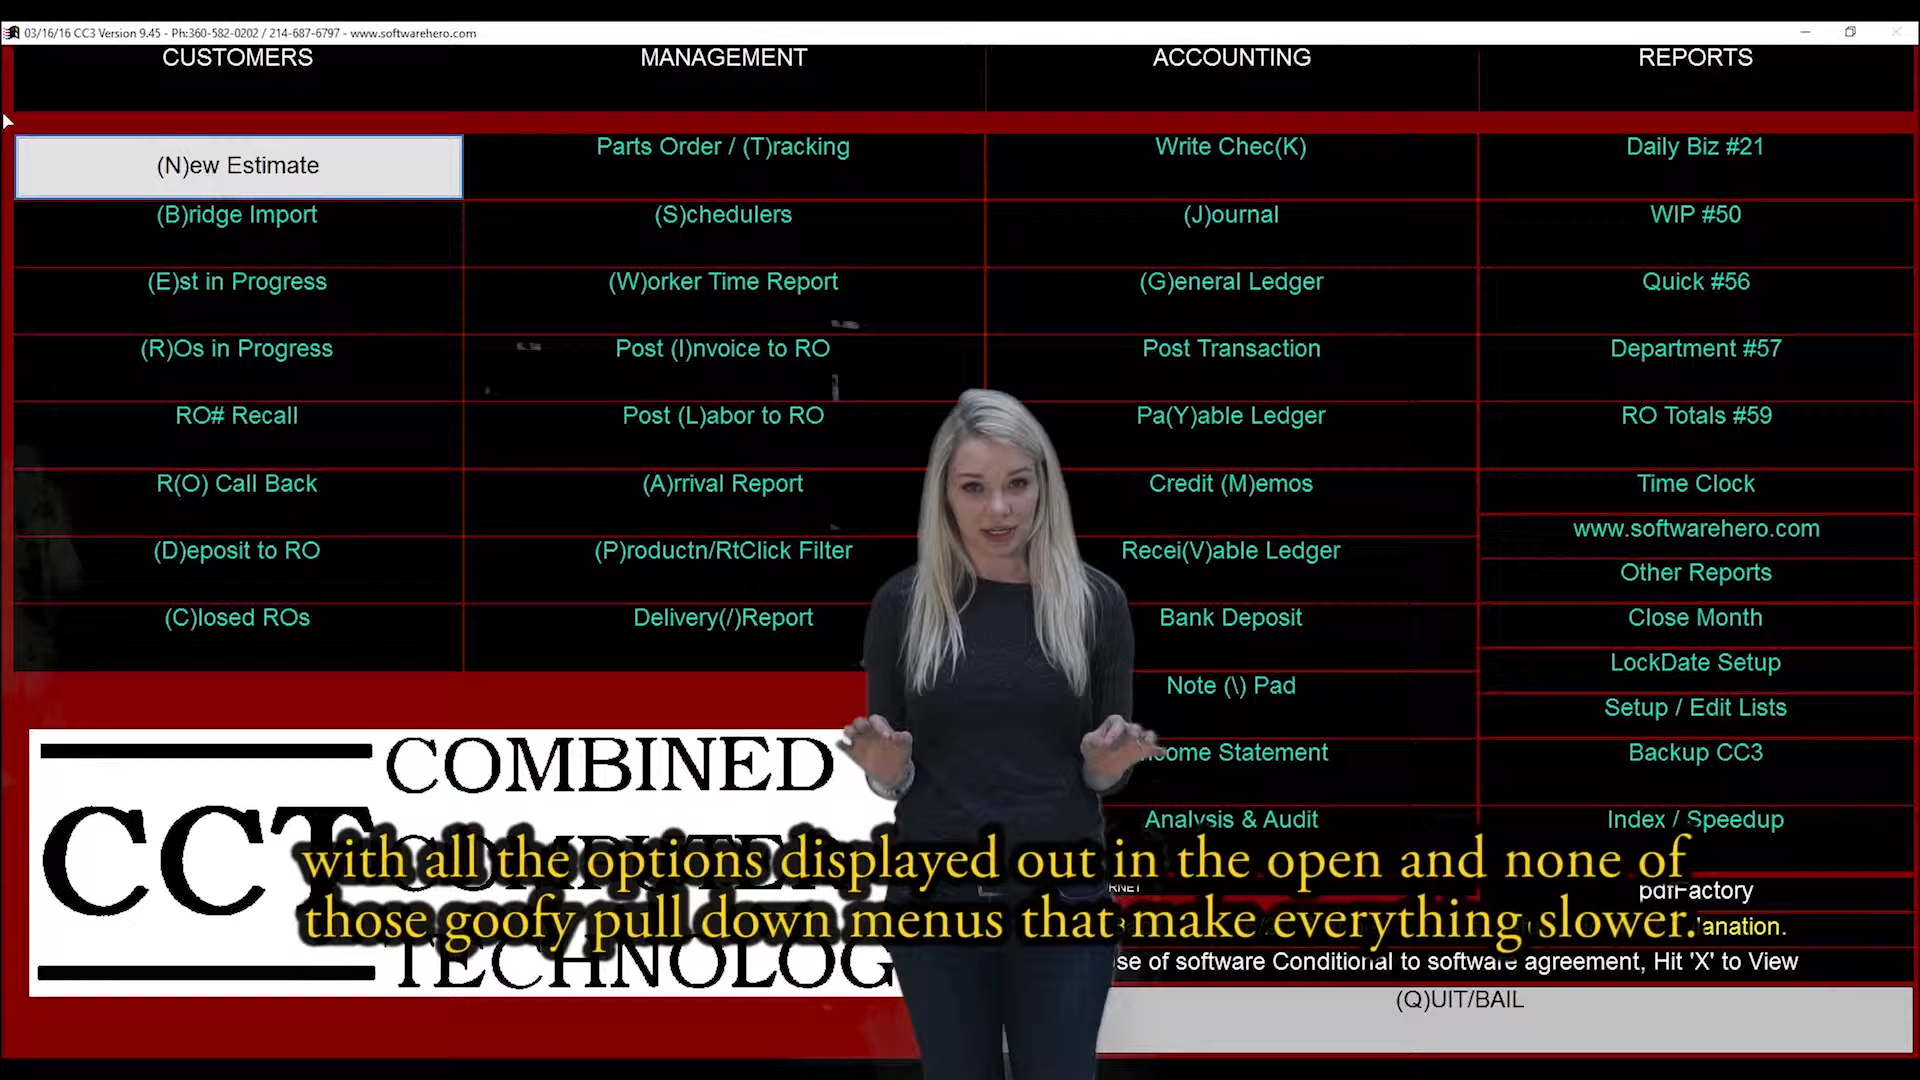 03/16/16 CC3 Version 9.45 - Ph:360-582-0202 / 214-687-6797 - www.softwarehero.com
CUSTOMERS
MANAGEMENT
ACCOUNTING
REPORTS
(N)ew Estimate
(B)ridge Import
(E)st in Progress
(R)Os in Progress
RO# Recall
R(O) Call Back
(D)eposit to RO
(C)losed ROs
Parts Order / (T)racking
(S)chedulers
(W)orker Time Report
Post (I)nvoice to RO
Post (L)abor to RO
(A)rrival Report
(P)roductn/RtClick Filter
Delivery(/)Report
Write Chec(K)
(J)ournal
(G)eneral Ledger
Post Transaction
Pa(Y)able Ledger
Credit (M)emos
Recei(V)able Ledger
Bank Deposit
Note (\) Pad
come Statement
Analysis & Audit
Daily Biz #21
WIP #50
Quick #56
Department #57
RO Totals #59
Time Clock
www.softwarehero.com
Other Reports
Close Month
LockDate Setup
Setup / Edit Lists
Backup CC3
Index / Speedup
pdfFactory
anation.
se of software Conditional to software agreement, Hit 'X' to View
(Q)UIT/BAIL
CCT
COMBINED
TECHNOLOG
with all the options displayed out in the open and none of
those goofy pull down menus that make everything slower.